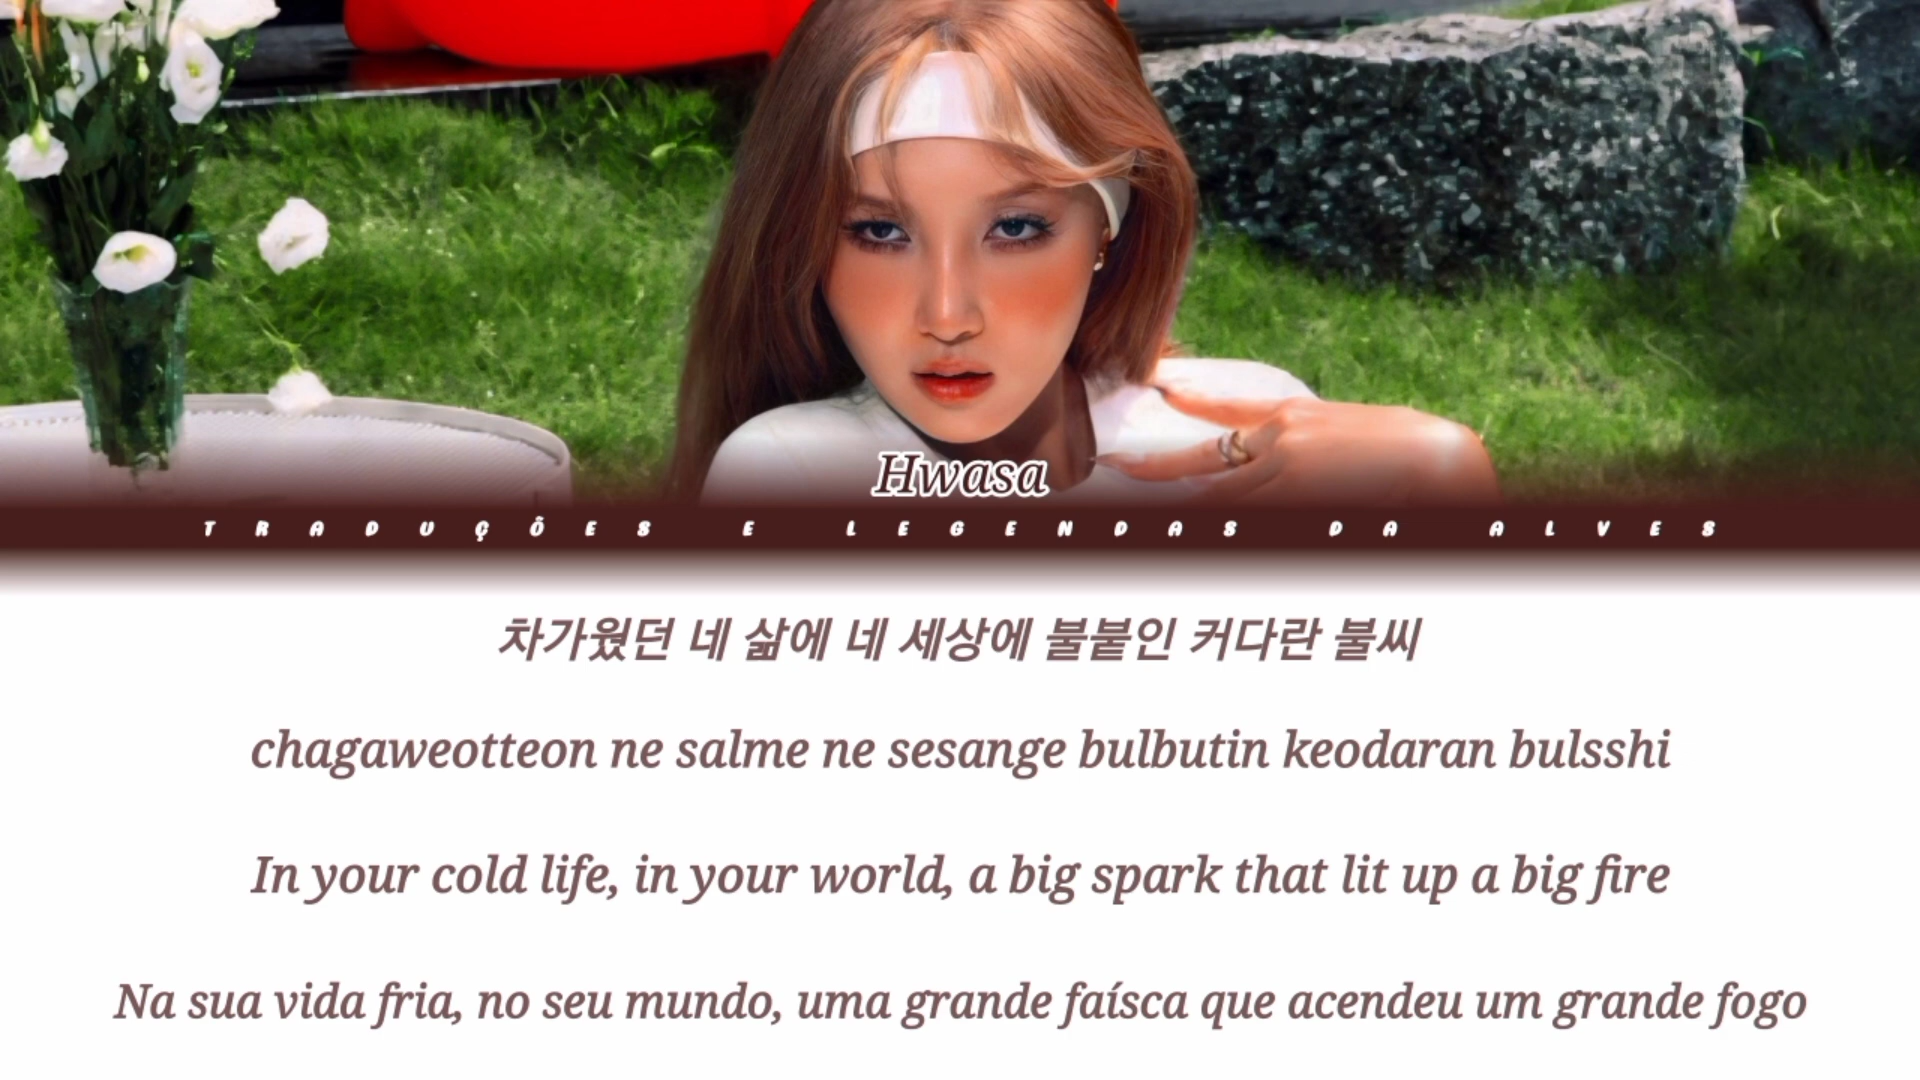 Hwasa
TRADUÇÕES E LEGENDAS DA ALVES
차가웠던 네 삶에 네 세상에 불붙인 커다란 불씨
chagaweotteon ne salme ne sesange bulbutin keodaran bulsshi
In your cold life, in your world, a big spark that lit up a big fire
Na sua vida fria, no seu mundo, uma grande faísca que acendeu um grande fogo